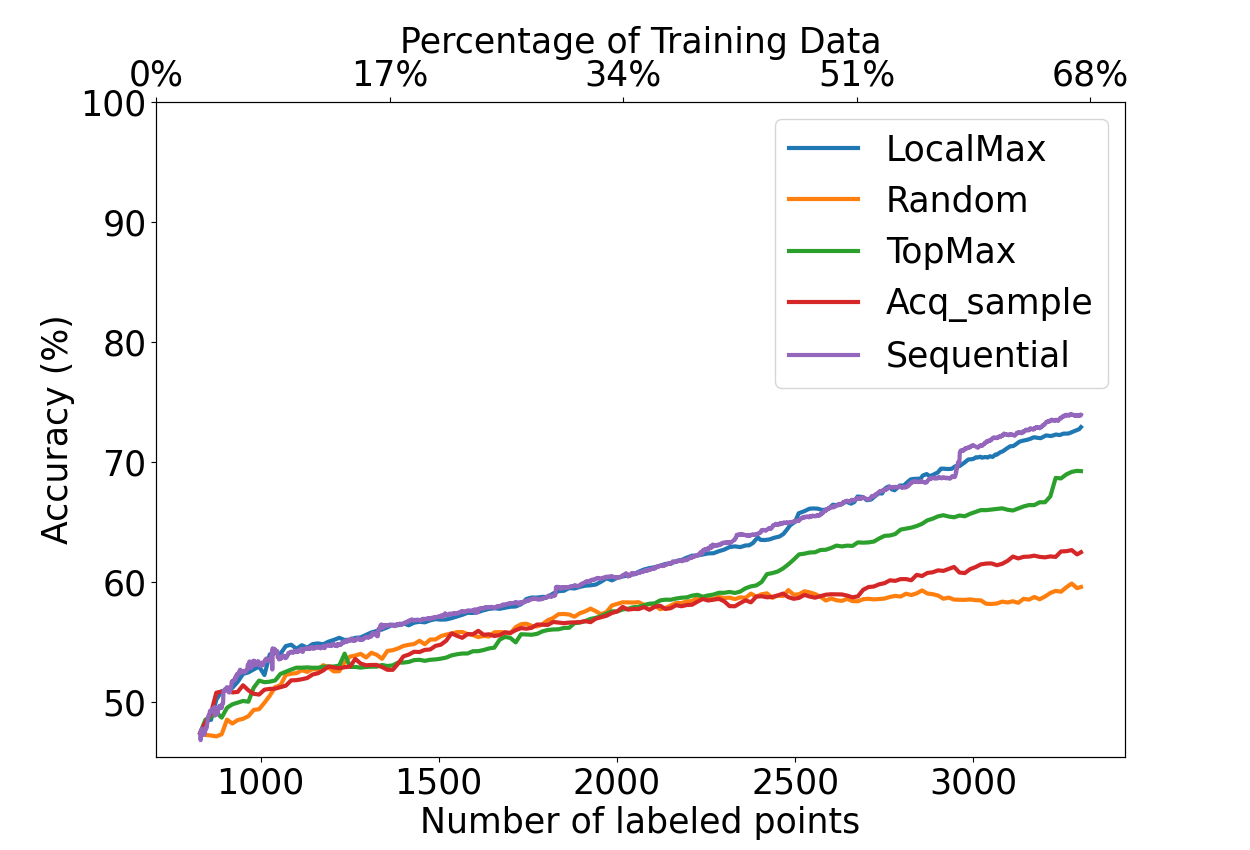 Percentage of Training Data
0% 17% 34% 51% 68%
100
90
80
70
60
50
Accuracy (%)
LocalMax
Random
TopMax
Acq_sample
Sequential
1000 1500 2000 2500 3000
Number of labeled points